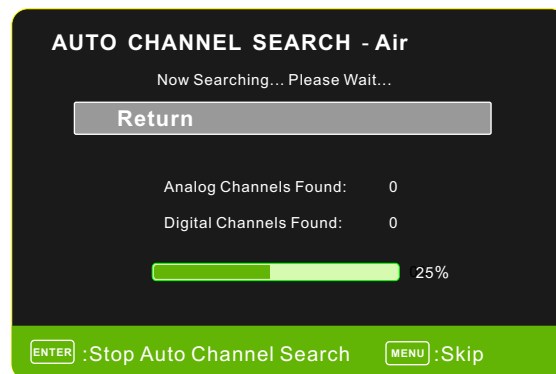 AUTO CHANNEL SEARCH - Air
Now Searching... Please Wait...
Return
Analog Channels Found: 0
Digital Channels Found: 0
25%
ENTER :Stop Auto Channel Search MENU :Skip